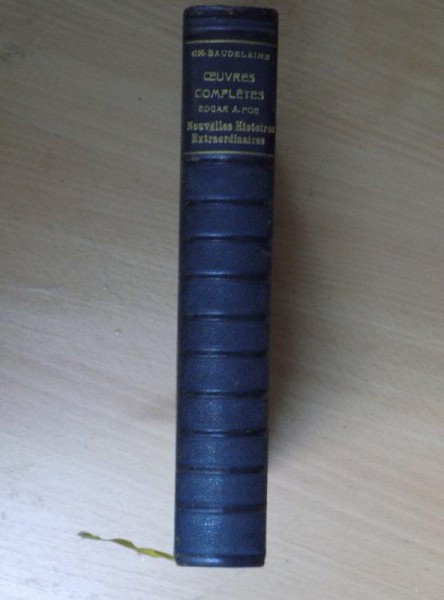 CH. BAUDELAIRE
ŒUVRES
COMPLÈTES
EDGAR A. POE
Nouvelles Histoires
Extraordinaires